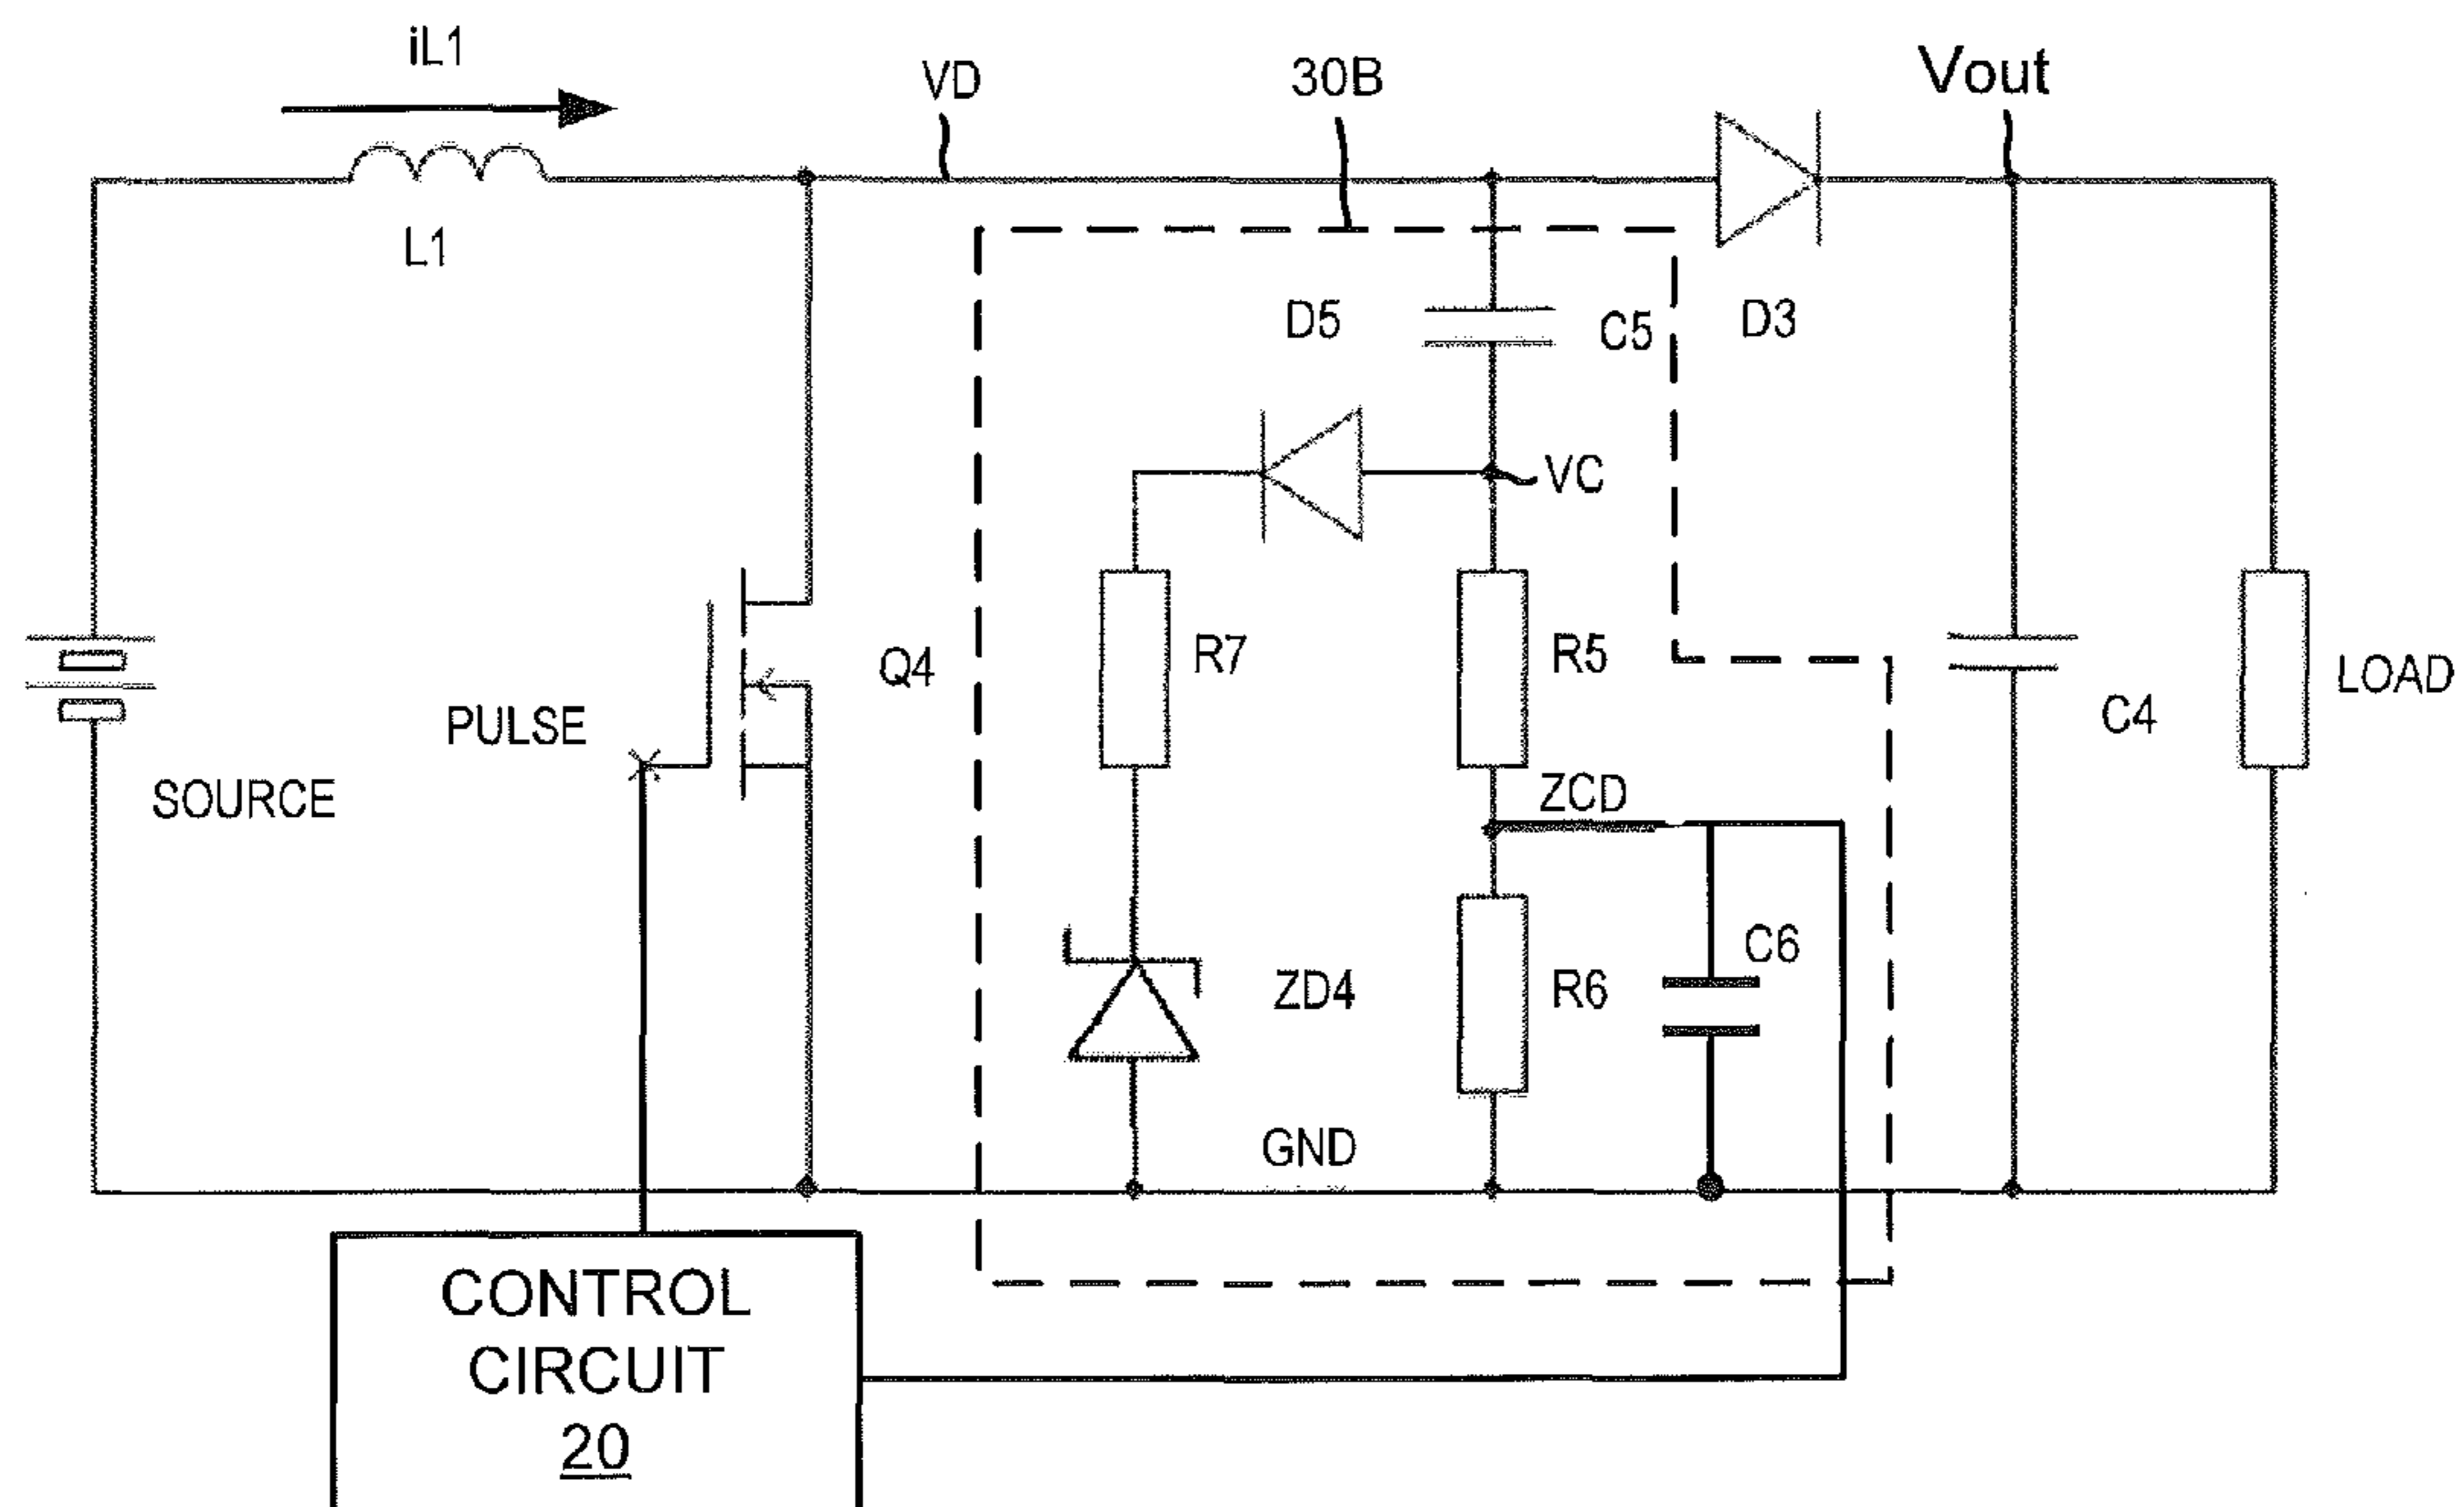 iL1
VD
30B
Vout
L1
D5
C5
D3
VC
R7
R5
Q4
PULSE
SOURCE
ZCD
C4
LOAD
ZD4
R6
C6
GND
CONTROL
CIRCUIT
20